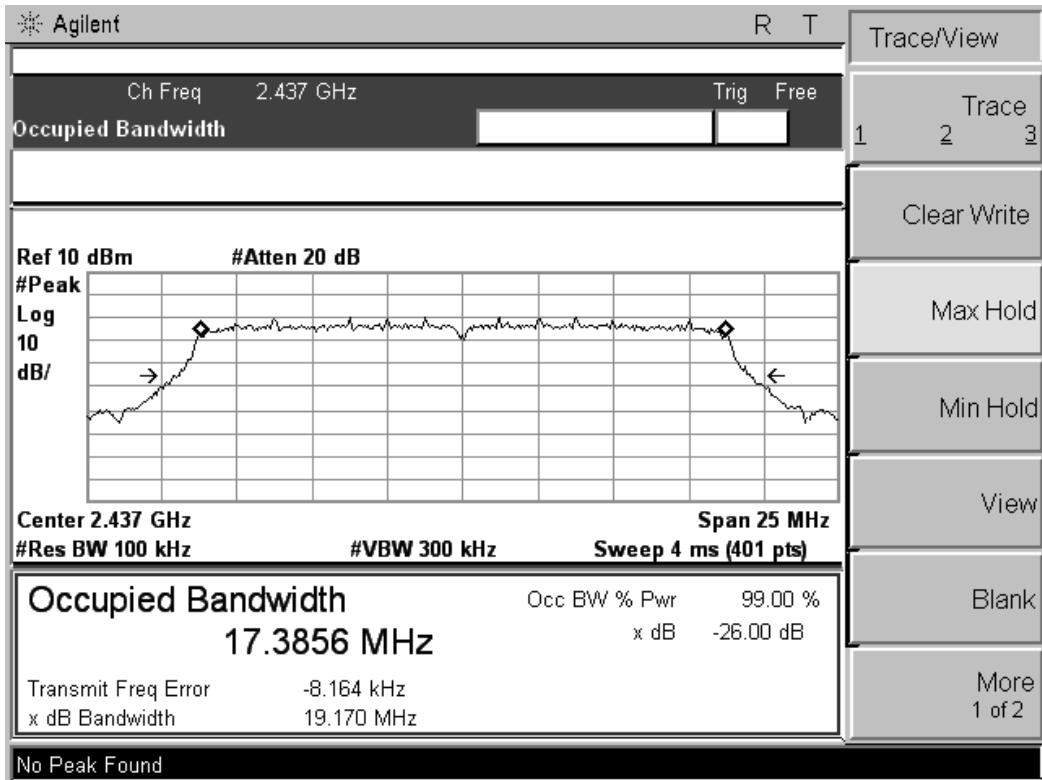 Agilent R T
Trace/View
Ch Freq 2.437 GHz Trig Free
Occupied Bandwidth
Trace
1 2 3
Clear Write
Max Hold
Min Hold
View
Blank
More
1 of 2
Ref 10 dBm #Atten 20 dB
#Peak
Log
10
dB/
Center 2.437 GHz Span 25 MHz
#Res BW 100 kHz #VBW 300 kHz Sweep 4 ms (401 pts)
Occupied Bandwidth
17.3856 MHz
Occ BW % Pwr 99.00 %
x dB -26.00 dB
Transmit Freq Error -8.164 kHz
x dB Bandwidth 19.170 MHz
No Peak Found